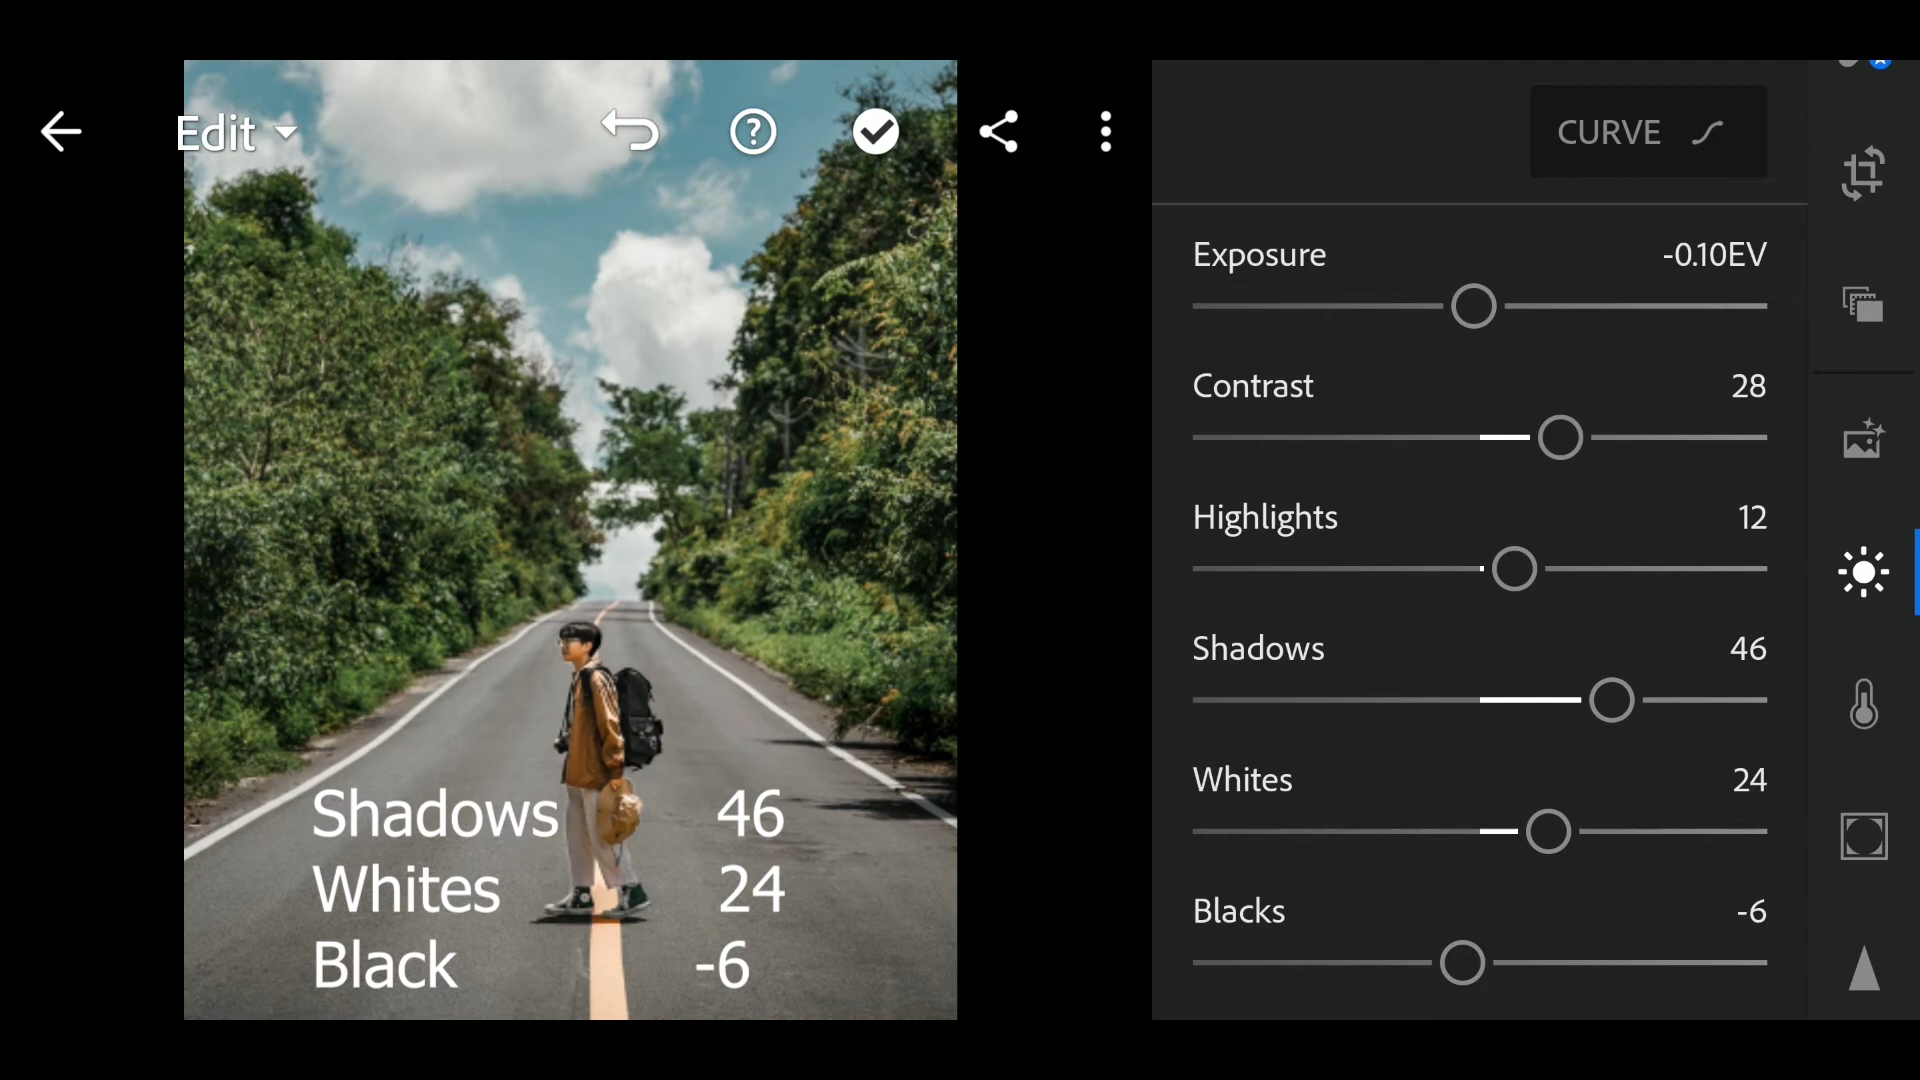 Edit
CURVE
Exposure -0.10EV
Contrast 28
Highlights 12
Shadows 46
Whites 24
Blacks -6
Shadows 46
Whites 24
Black -6